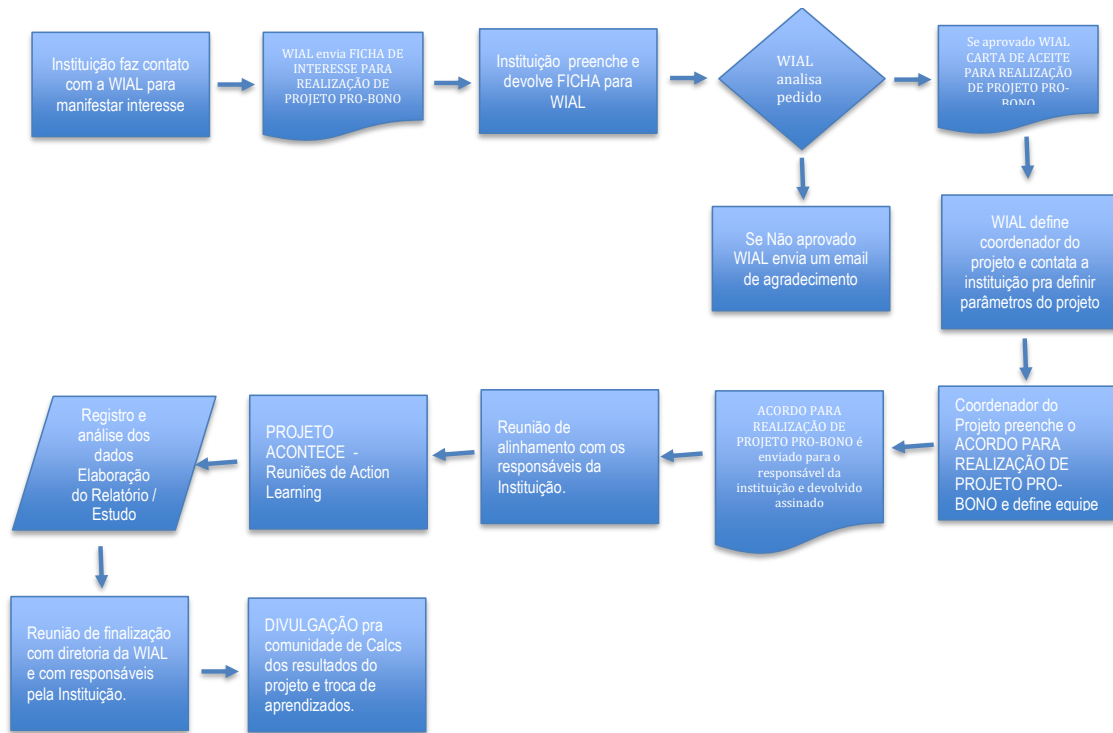 Instituição faz contato
com a WIAL para
manifestar interesse
WIAL envia FICHA DE
INTERESSE PARA
REALIZAÇÃO DE
PROJETO PRO-BONO
Instituição preenche e
devolve FICHA para
WIAL
WIAL
analisa
pedido
Se aprovado WIAL
CARTA DE ACEITE
PARA REALIZAÇÃO
DE PROJETO PRO-
BONO
Se Não aprovado
WIAL envia um email
de agradecimento
WIAL define
coordenador do
projeto e contata a
instituição pra definir
parâmetros do projeto
Coordenador do
Projeto preenche o
ACORDO PARA
REALIZAÇÃO DE
PROJETO PRO-
BONO e define equipe
ACORDO PARA
REALIZAÇÃO DE
PROJETO PRO-BONO é
enviado para o
responsável da
instituição e devolvido
assinado
Reunião de
alinhamento com os
responsáveis da
Instituição.
PROJETO
ACONTECE -
Reuniões de Action
Learning
Registro e
análise dos
dados
Elaboração
do Relatório /
Estudo
Reunião de finalização
com diretoria da WIAL
e com responsáveis
pela Instituição.
DIVULGAÇÃO pra
comunidade de Calcs
dos resultados do
projeto e troca de
aprendizados.